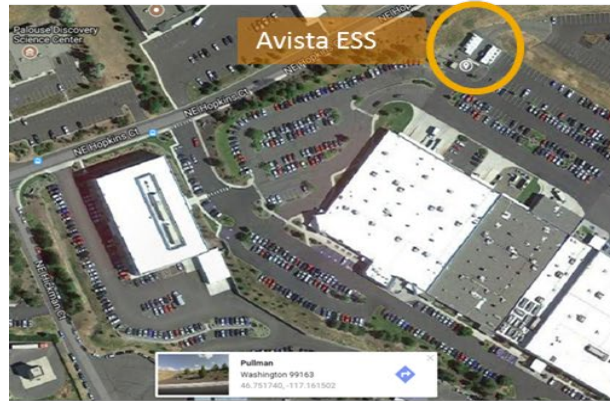 Palouse Discovery
Science Center
Avista ESS
NE Hopkins Ct
NE Hopkins Ct
Pullman
Washington 99163
46.751740, -117.161502